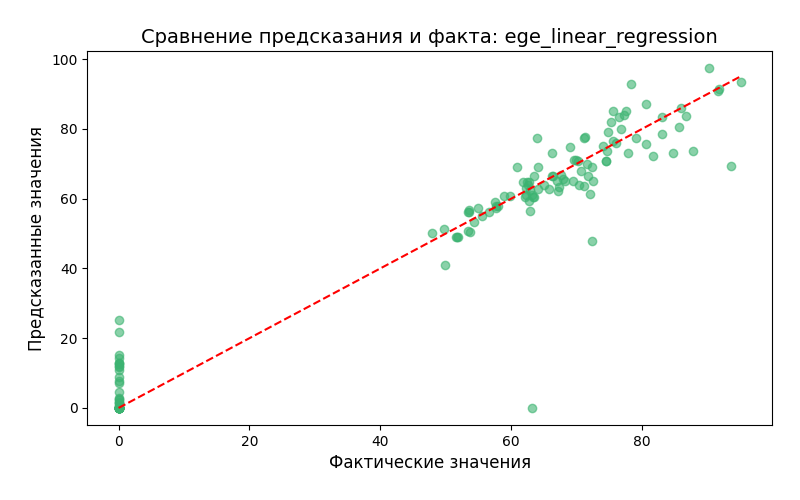 Сравнение предсказания и факта: ege_linear_regression
100
80
60
40
20
0
Предсказанные значения
0 20 40 60 80
Фактические значения